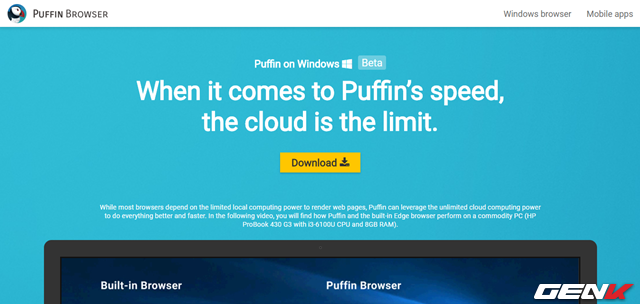 PUFFIN BROWSER
Windows browser Mobile apps
Puffin on Windows Beta
When it comes to Puffin's speed,
the cloud is the limit.
Download
While most browsers depend on the limited local computing power to render web pages, Puffin can leverage the unlimited cloud computing power
to do everything better and faster. In the following video, you will find how Puffin and the built-in Edge browser perform on a commodity PC (HP
ProBook 430 G3 with i3-6100U CPU and 8GB RAM).
Built-in Browser Puffin Browser
GENK